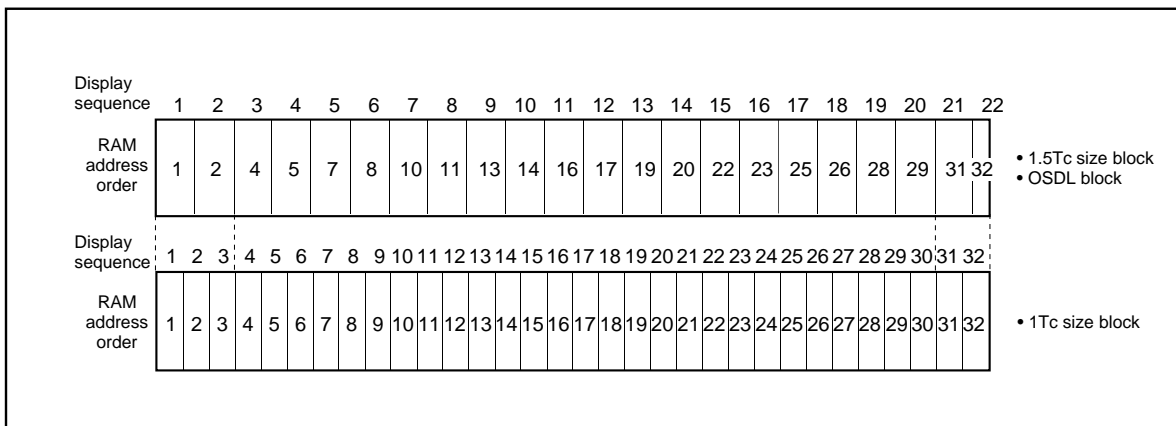 Display
sequence 1 2 3 4 5 6 7 8 9 10 11 12 13 14 15 16 17 18 19 20 21 22
RAM
address
order
1 2 4 5 7 8 10 11 13 14 16 17 19 20 22 23 25 26 28 29 31 32
• 1.5Tc size block
• OSDL block
Display
sequence 1 2 3 4 5 6 7 8 9 10 11 12 13 14 15 16 17 18 19 20 21 22 23 24 25 26 27 28 29 30 31 32
RAM
address
order
1 2 3 4 5 6 7 8 9 10 11 12 13 14 15 16 17 18 19 20 21 22 23 24 25 26 27 28 29 30 31 32
• 1Tc size block